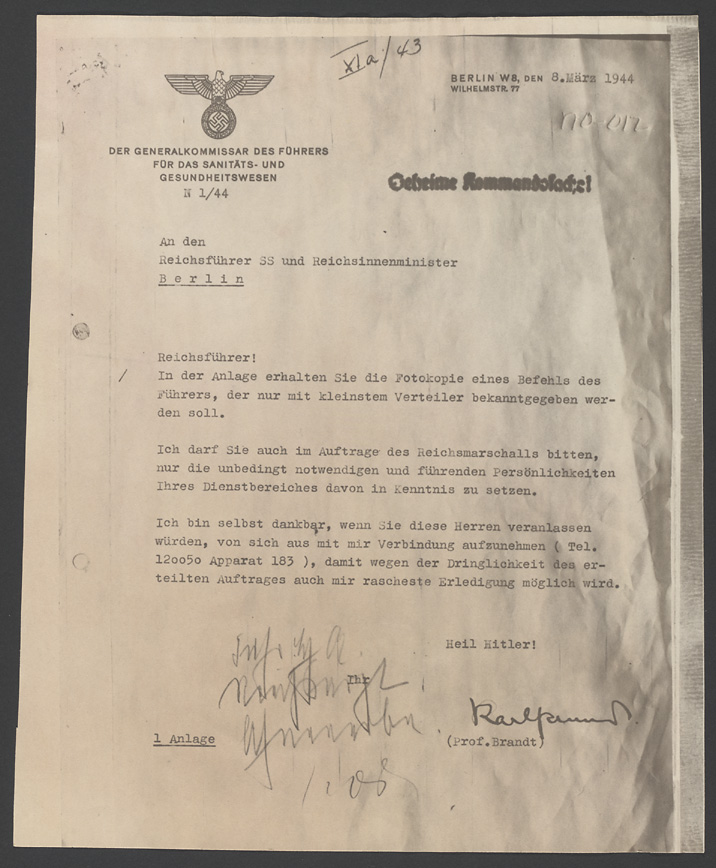 XIa/43
BERLIN W8, DEN 8.März 1944
WILHELMSTR. 77
NO-012
DER GENERALKOMMISSAR DES FÜHRERS
FÜR DAS SANITÄTS- UND
GESUNDHEITSWESEN
N 1/44
Geheime Kommandosache!
An den
Reichsführer SS und Reichsinnenminister
B e r l i n
Reichsführer!
/ In der Anlage erhalten Sie die Fotokopie eines Befehls des
Führers, der nur mit kleinstem Verteiler bekanntgegeben wer-
den soll.
Ich darf Sie auch im Auftrage des Reichsmarschalls bitten,
nur die unbedingt notwendigen und führenden Persönlichkeiten
Ihres Dienstbereiches davon in Kenntnis zu setzen.
Ich bin selbst dankbar, wenn Sie diese Herren veranlassen
würden, von sich aus mit mir Verbindung aufzunehmen ( Tel.
12oo5o Apparat 183 ), damit wegen der Dringlichkeit des er-
teilten Auftrages auch mir rascheste Erledigung möglich wird.
Heil Hitler!
Ihr
Karl Brandt.
1 Anlage
(Prof.Brandt)